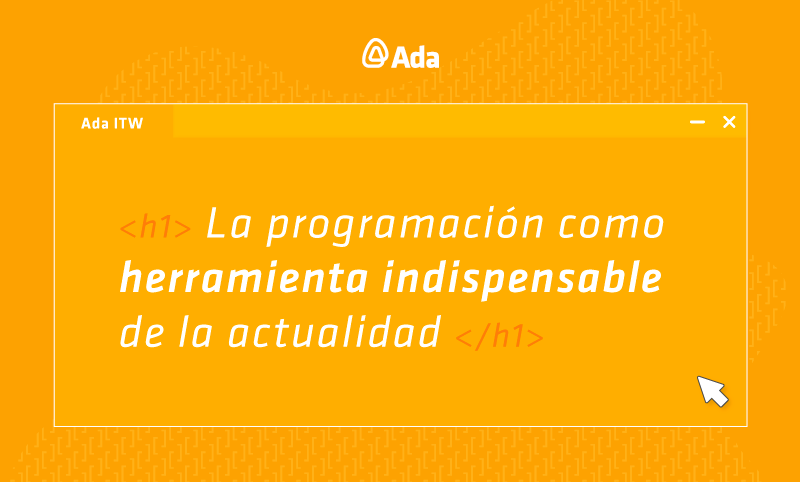 Ada
Ada ITW
<h1> La programación como
herramienta indispensable
de la actualidad </h1>